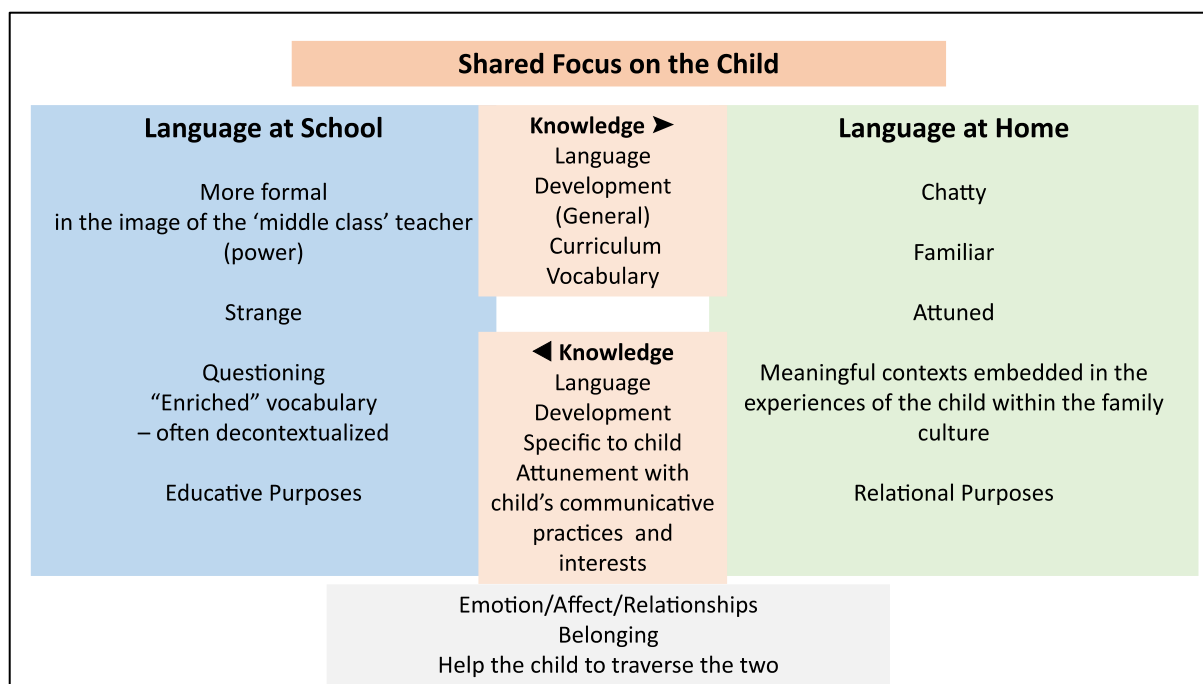 Shared Focus on the Child
Language at School
More formal
in the image of the ‘middle class’ teacher
(power)
Strange
Questioning
“Enriched” vocabulary
– often decontextualized
Educative Purposes
Knowledge ➤
Language
Development
(General)
Curriculum
Vocabulary
◄ Knowledge
Language
Development
Specific to child
Attunement with
child’s communicative
practices and
interests
Language at Home
Chatty
Familiar
Attuned
Meaningful contexts embedded in the
experiences of the child within the family
culture
Relational Purposes
Emotion/Affect/Relationships
Belonging
Help the child to traverse the two